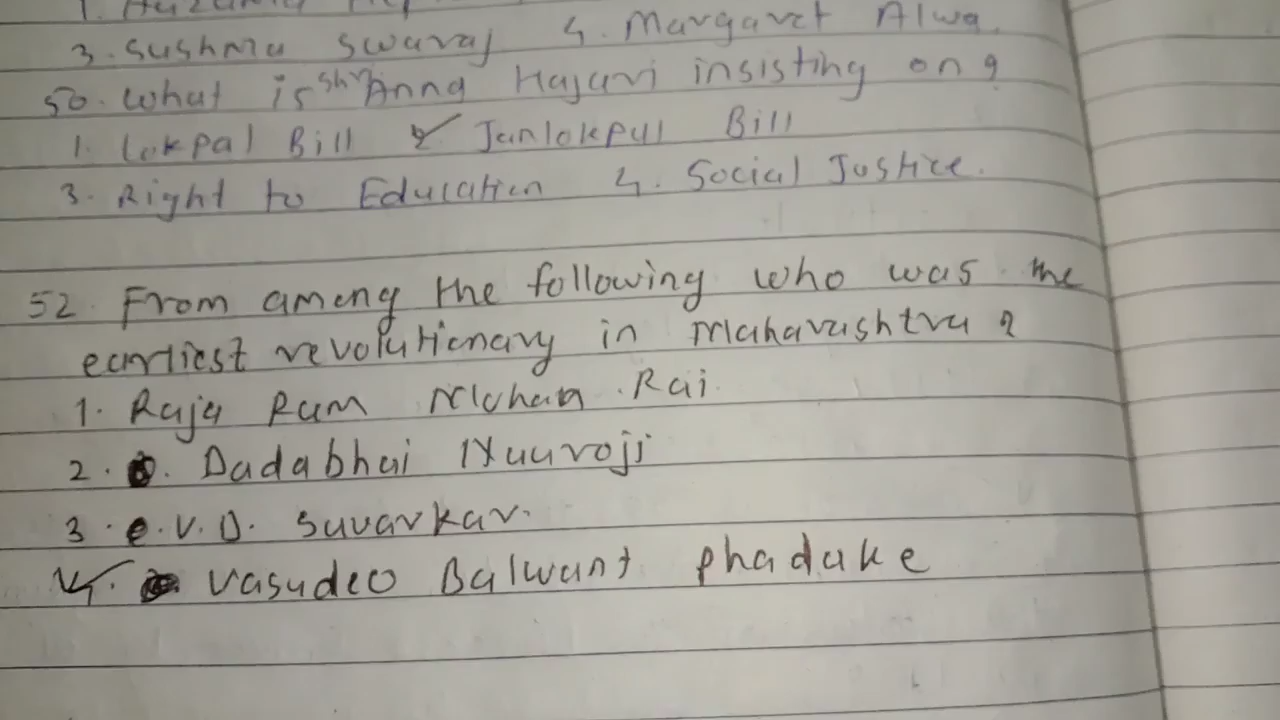 3. Sushma Swaraj 4. Margaret Alwa
50. What is Shri Anna Hajari insisting on?
1. Lokpal Bill 2 Janlokpal Bill
3. Right to Education 4. Social Justice.
52. From among the following who was the
earliest revolutionary in Maharashtra?
1. Raja Ram Mohan Rai
2. Dadabhai Nauroji
3. V.D. Savarkar.
4. Vasudeo Balwant phadake